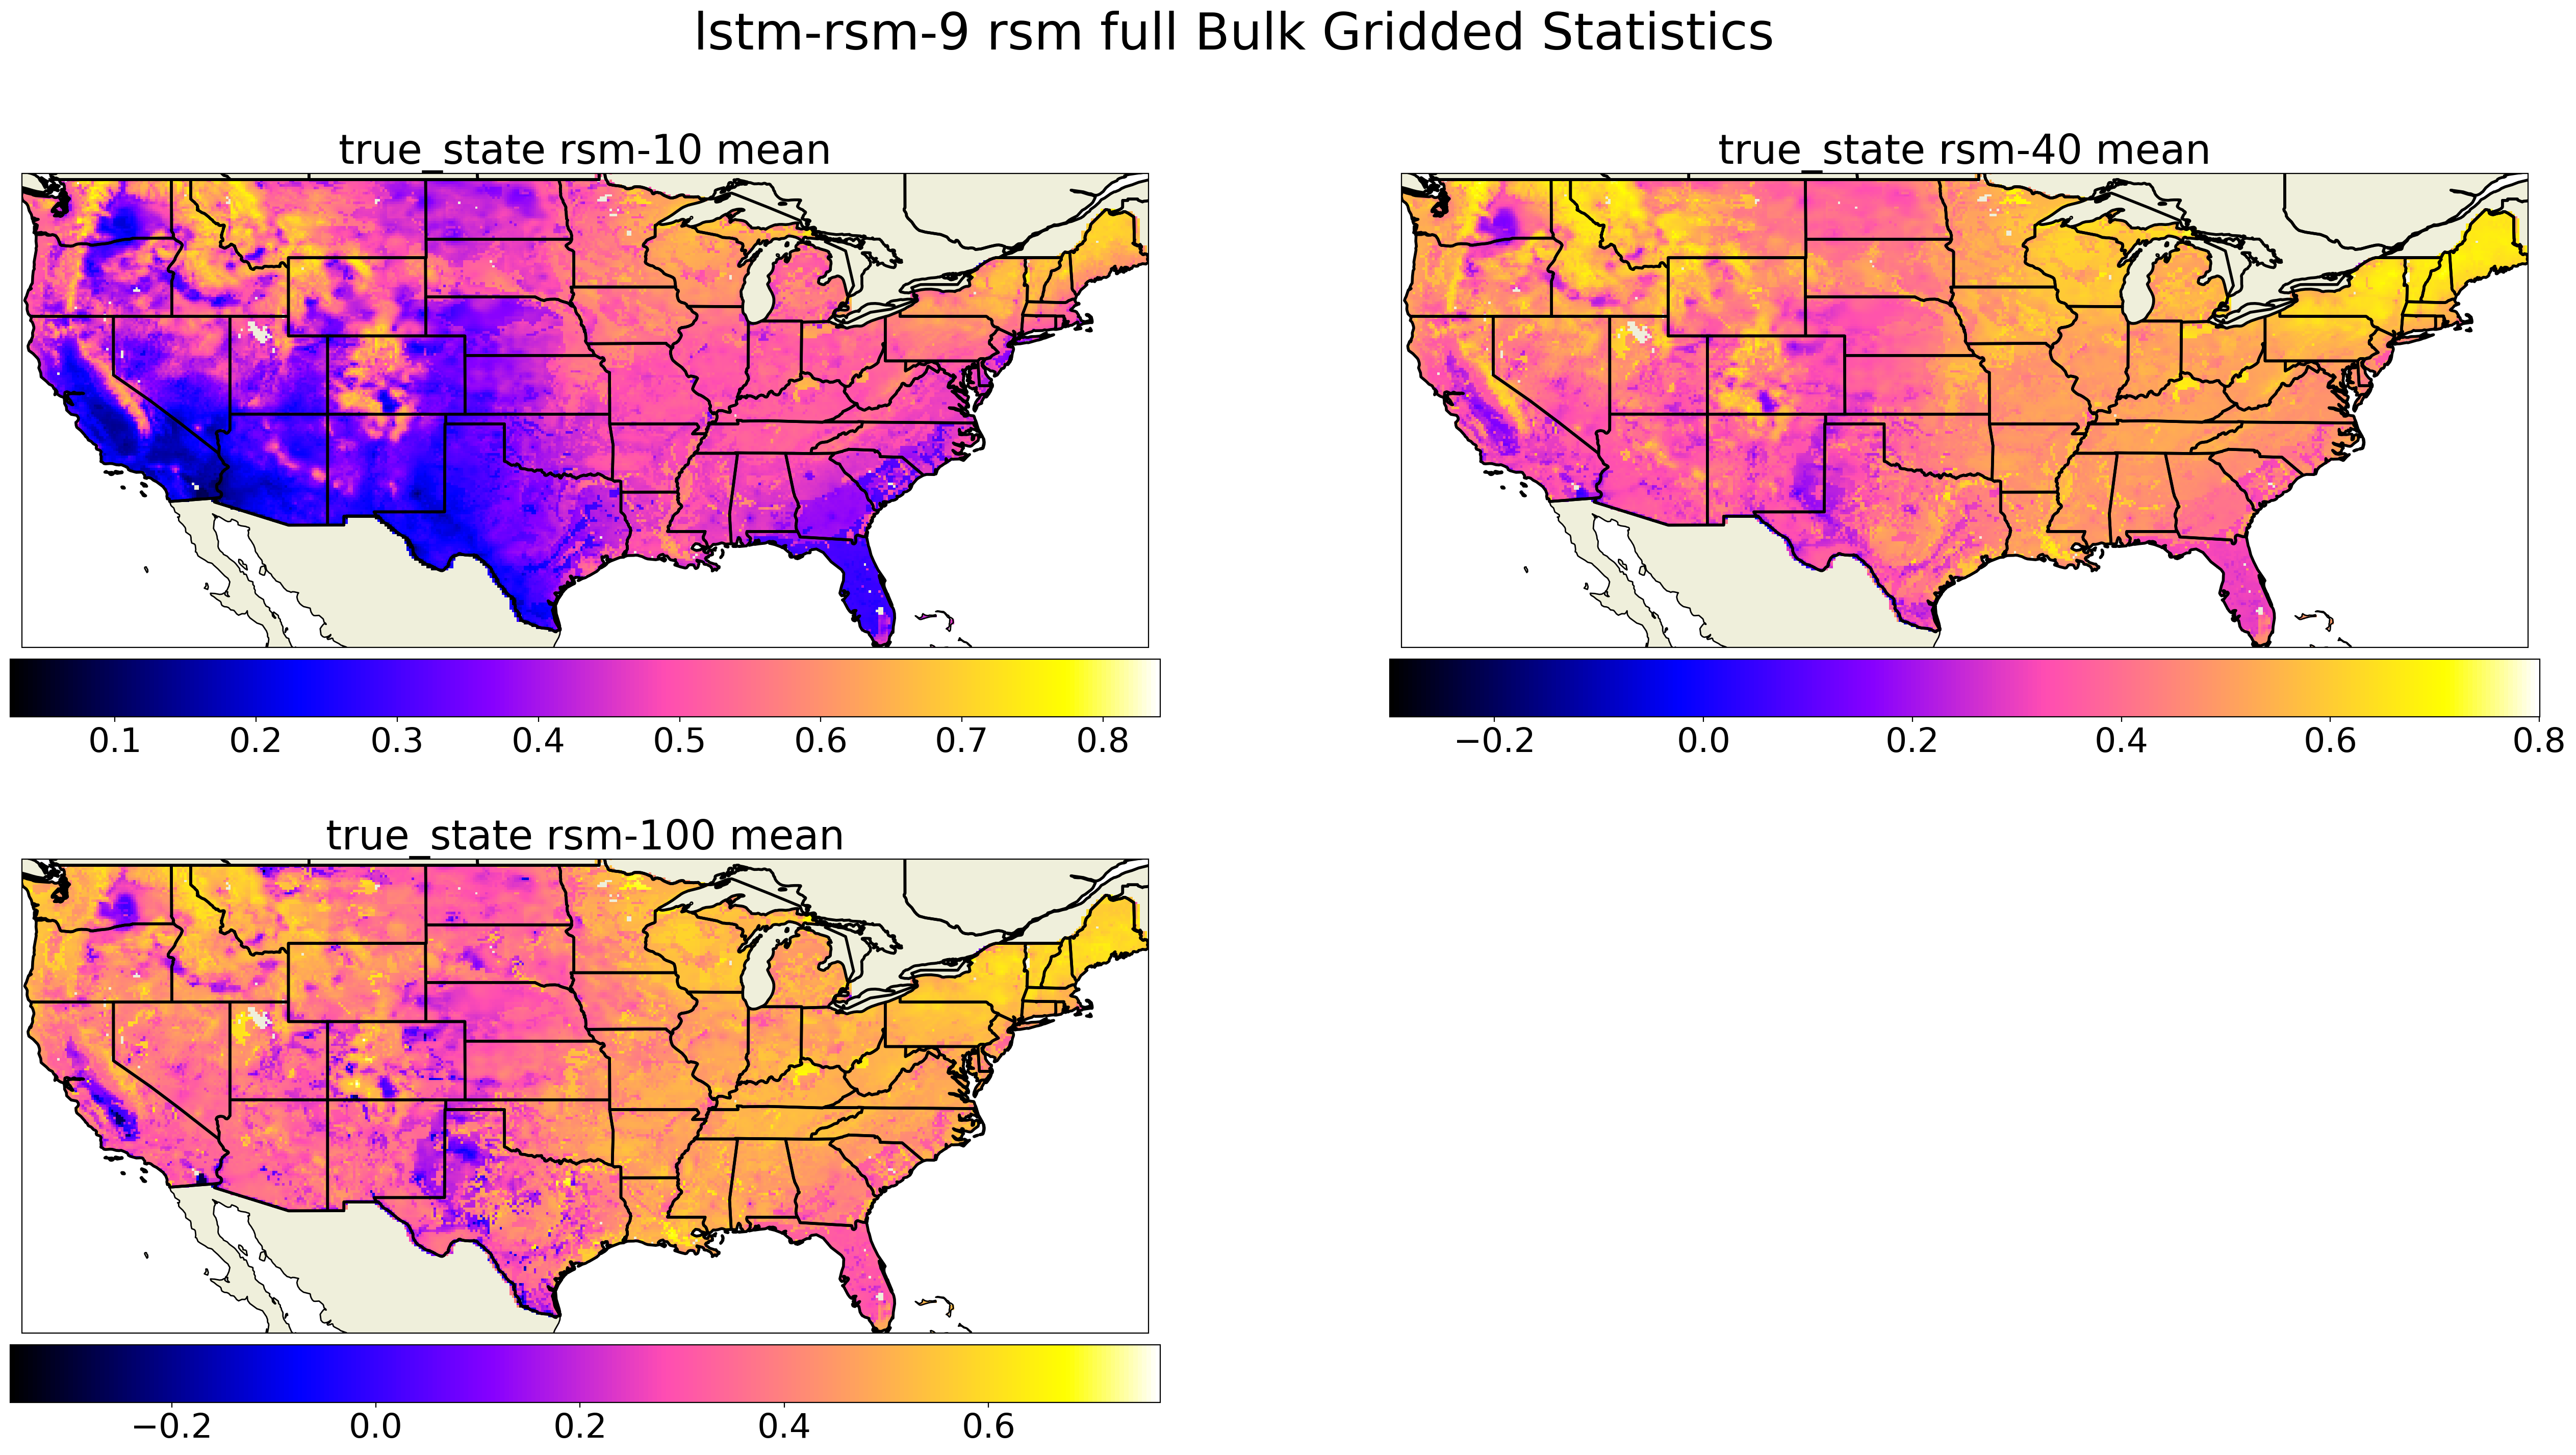 lstm-rsm-9 rsm full Bulk Gridded Statistics
true_state rsm-10 mean
true_state rsm-40 mean
0.1 0.2 0.3 0.4 0.5 0.6 0.7 0.8
−0.2 0.0 0.2 0.4 0.6 0.8
true_state rsm-100 mean
−0.2 0.0 0.2 0.4 0.6